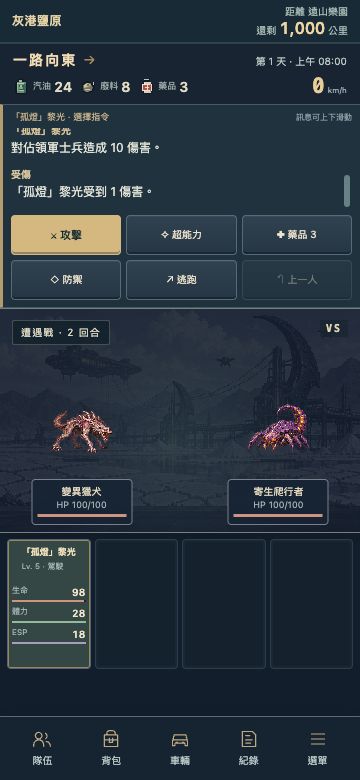 灰港鹽原
距離 遠山樂園
還剩 1,000 公里
一路向東 →
第 1 天 · 上午 08:00
汽油 24 廢料 8 藥品 3
0 km/h
「孤燈」黎光 · 選擇指令
訊息可上下滑動
「孤燈」黎光
對佔領軍士兵造成 10 傷害。
受傷
「孤燈」黎光受到 1 傷害。
攻擊
超能力
藥品 3
防禦
逃跑
上一人
遭遇戰 · 2 回合
VS
變異獵犬
HP 100/100
寄生爬行者
HP 100/100
「孤燈」黎光
Lv. 5 · 駕駛
生命 98
體力 28
ESP 18
隊伍
背包
車輛
紀錄
選單